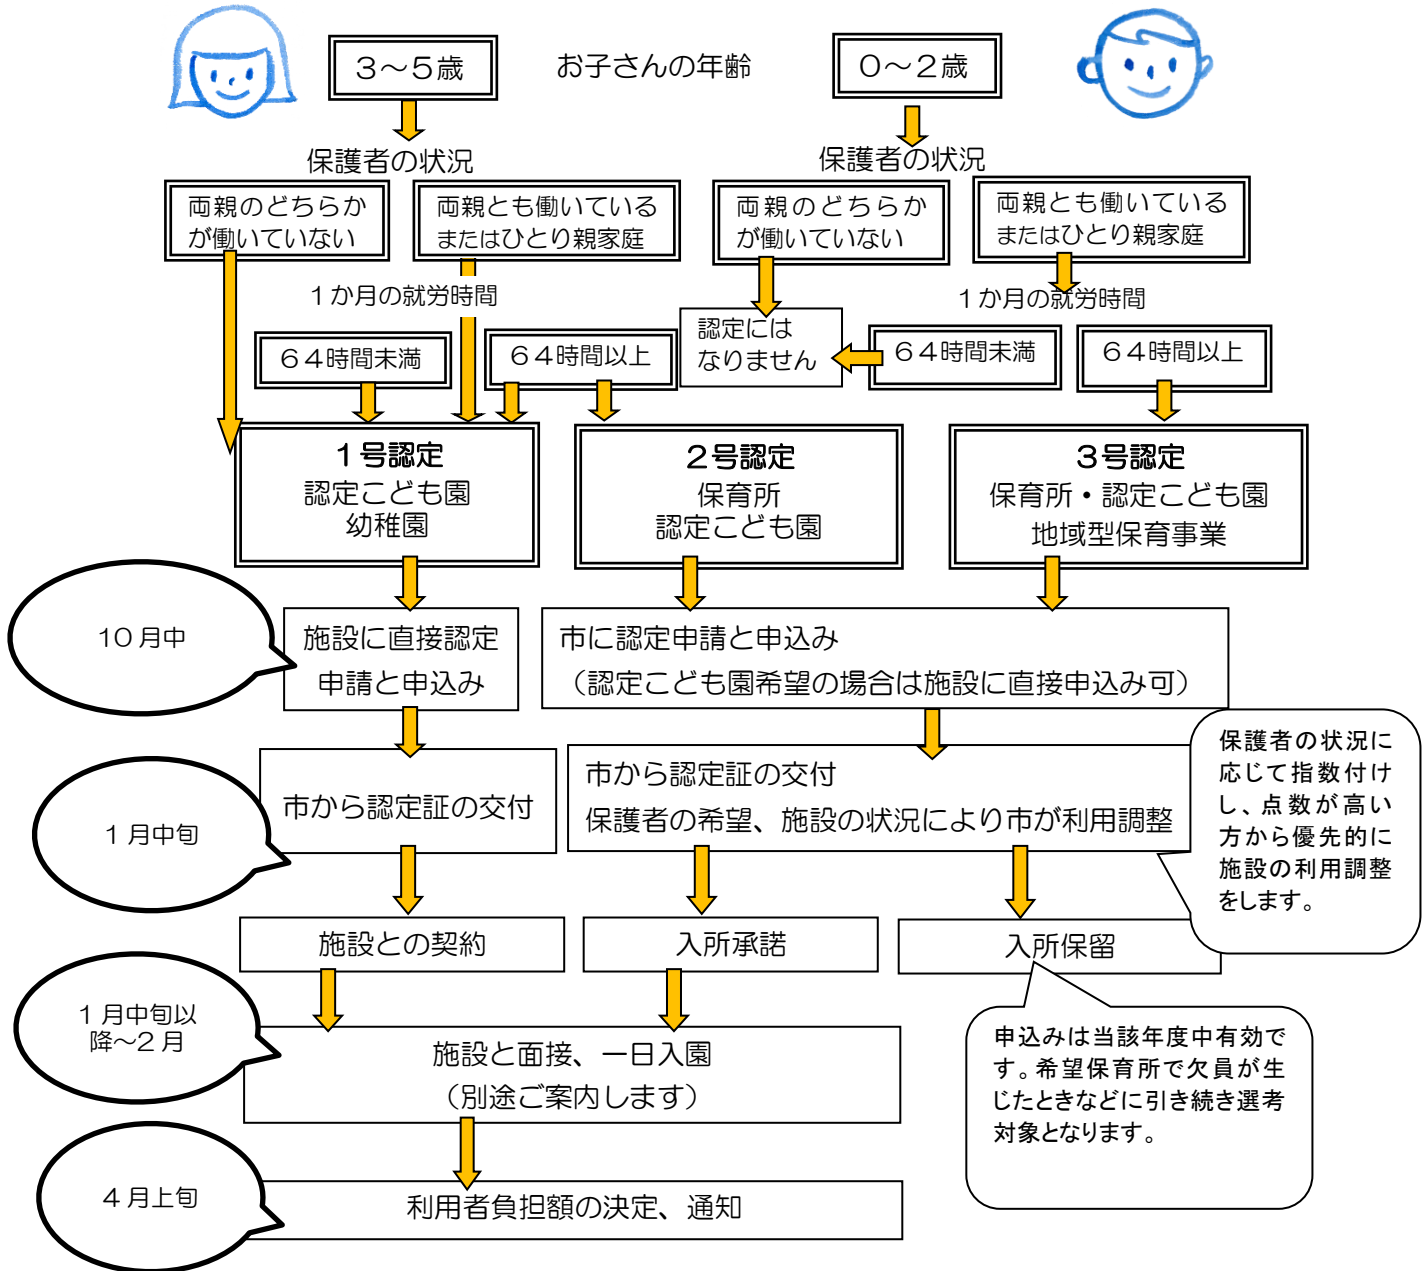 3～5歳
お子さんの年齢
0～2歳
保護者の状況
保護者の状況
両親のどちらか
が働いていない
両親とも働いている
またはひとり親家庭
両親のどちらか
が働いていない
両親とも働いている
またはひとり親家庭
1か月の就労時間
1か月の就労時間
64時間未満
64時間以上
認定には
なりません
64時間未満
64時間以上
1号認定
認定こども園
幼稚園
2号認定
保育所
認定こども園
3号認定
保育所・認定こども園
地域型保育事業
10月中
施設に直接認定
申請と申込み
市に認定申請と申込み
（認定こども園希望の場合は施設に直接申込み可）
1月中旬
市から認定証の交付
市から認定証の交付
保護者の希望、施設の状況により市が利用調整
保護者の状況に
応じて指数付け
し、点数が高い
方から優先的に
施設の利用調整
をします。
施設との契約
入所承諾
入所保留
1月中旬以
降～2月
施設と面接、一日入園
（別途ご案内します）
申込みは当該年度中有効で
す。希望保育所で欠員が生
じたときなどに引き続き選考
対象となります。
4月上旬
利用者負担額の決定、通知